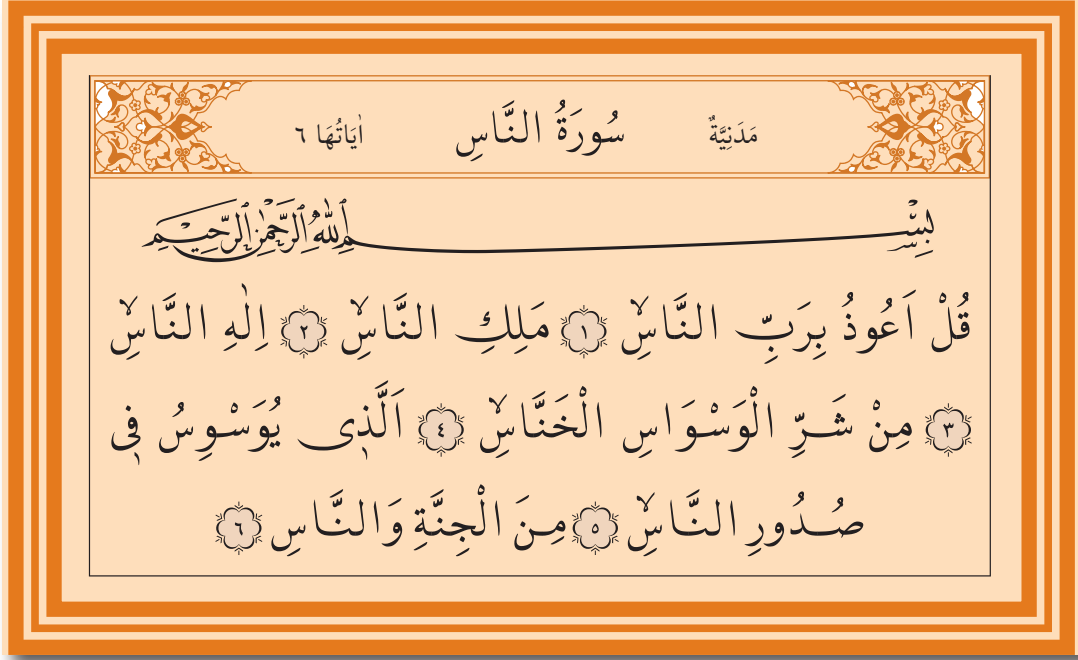 مَدَنِيَّةٌ سُورَةُ النَّاسِ اٰيَاتُهَا ٦
بِسْمِ اللّٰهِ الرَّحْمٰنِ الرَّحِيمِ
قُلْ اَعُوذُ بِرَبِّ النَّاسِۙ ١ مَلِكِ النَّاسِۙ ٢ اِلٰهِ النَّاسِۙ
٣ مِنْ شَرِّ الْوَسْوَاسِ الْخَنَّاسِۙ ٤ اَلَّذ۪ى يُوَسْوِسُ ف۪ى
صُدُورِ النَّاسِۙ ٥ مِنَ الْجِنَّةِ وَالنَّاسِ ٦